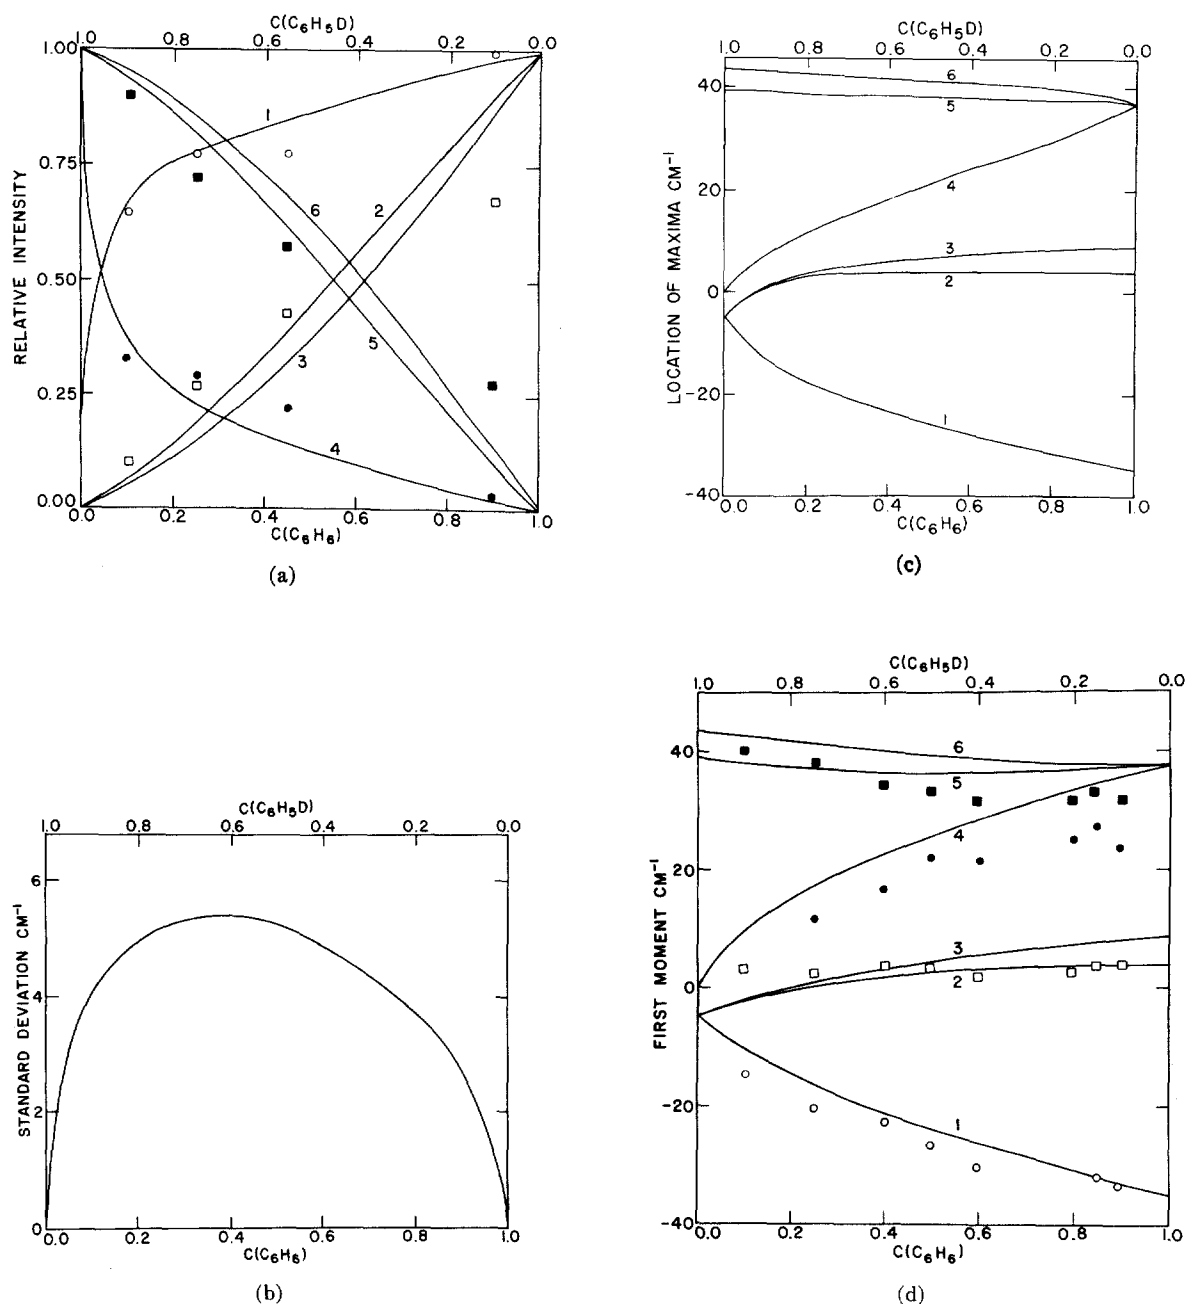 C(C₆H₅D)
1.0 0.8 0.6 0.4 0.2 0.0
RELATIVE INTENSITY
1.00
0.75
0.50
0.25
0.00
1
2
6
3
5
4
0.0 0.2 0.4 0.6 0.8 1.0
C(C₆H₆)
(a)
C(C₆H₅D)
1.0 0.8 0.6 0.4 0.2 0.0
LOCATION OF MAXIMA CM⁻¹
40
20
0
-20
-40
6
5
4
3
2
1
0.0 0.2 0.4 0.6 0.8 1.0
C(C₆H₆)
(c)
C(C₆H₅D)
1.0 0.8 0.6 0.4 0.2 0.0
STANDARD DEVIATION CM⁻¹
6
4
2
0
0.0 0.2 0.4 0.6 0.8 1.0
C(C₆H₆)
(b)
C(C₆H₅D)
1.0 0.8 0.6 0.4 0.2 0.0
FIRST MOMENT CM⁻¹
40
20
0
-20
-40
6
5
4
3
2
1
0.0 0.2 0.4 0.6 0.8 1.0
C(C₆H₆)
(d)